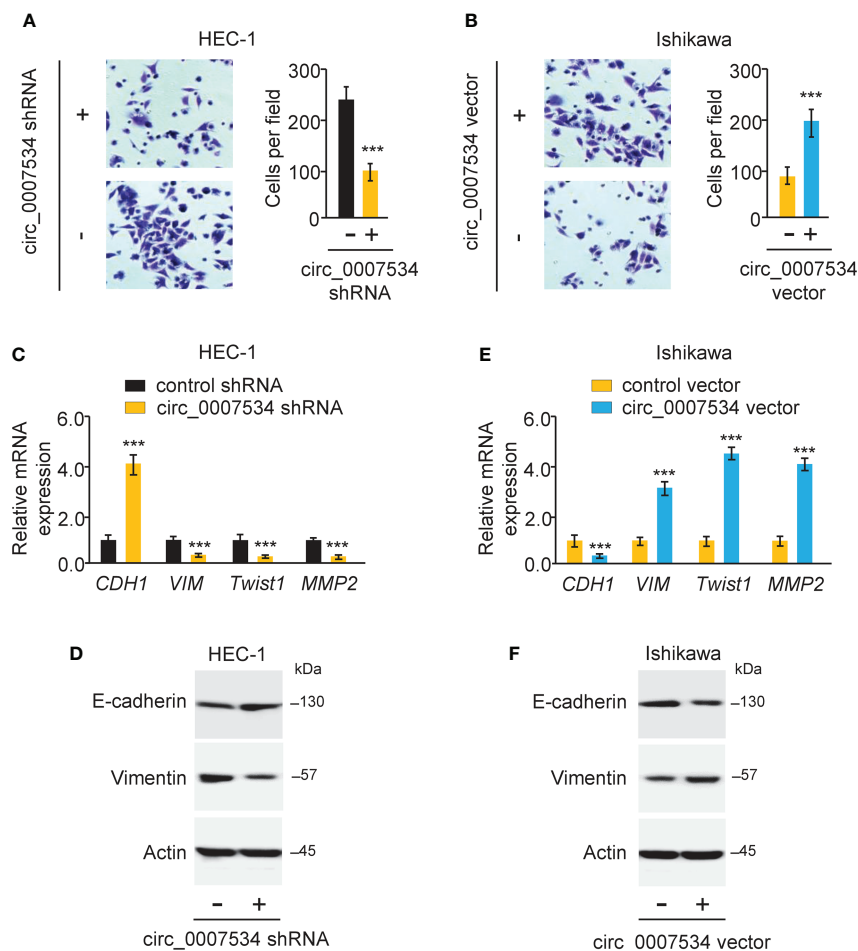 A
HEC-1
circ_0007534 shRNA
+
-
Cells per field
300
200
100
0
***
- +
circ_0007534
shRNA
B
Ishikawa
circ_0007534 vector
+
-
Cells per field
300
200
100
0
***
- +
circ_0007534
vector
C
HEC-1
control shRNA
circ_0007534 shRNA
Relative mRNA
expression
6.0
4.0
2.0
0.0
*** *** *** ***
CDH1 VIM Twist1 MMP2
E
Ishikawa
control vector
circ_0007534 vector
Relative mRNA
expression
6.0
4.0
2.0
0.0
*** *** *** ***
CDH1 VIM Twist1 MMP2
D
HEC-1
kDa
E-cadherin –130
Vimentin –57
Actin –45
- +
circ_0007534 shRNA
F
Ishikawa
kDa
E-cadherin –130
Vimentin –57
Actin –45
- +
circ_0007534 vector